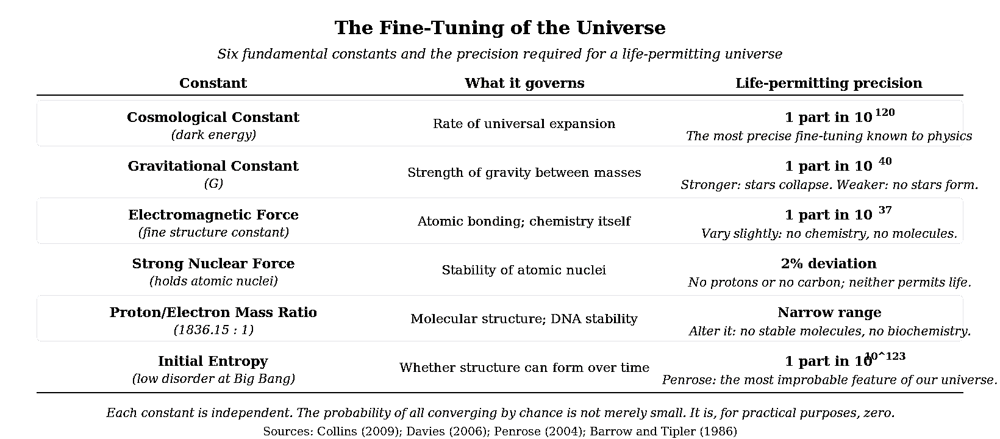 The Fine-Tuning of the Universe
Six fundamental constants and the precision required for a life-permitting universe
Constant What it governs Life-permitting precision
Cosmological Constant
(dark energy)
Rate of universal expansion
1 part in 10 120
The most precise fine-tuning known to physics
Gravitational Constant
(G)
Strength of gravity between masses
1 part in 10 40
Stronger: stars collapse. Weaker: no stars form.
Electromagnetic Force
(fine structure constant)
Atomic bonding; chemistry itself
1 part in 10 37
Vary slightly: no chemistry, no molecules.
Strong Nuclear Force
(holds atomic nuclei)
Stability of atomic nuclei
2% deviation
No protons or no carbon; neither permits life.
Proton/Electron Mass Ratio
(1836.15 : 1)
Molecular structure; DNA stability
Narrow range
Alter it: no stable molecules, no biochemistry.
Initial Entropy
(low disorder at Big Bang)
Whether structure can form over time
1 part in 10 10^123
Penrose: the most improbable feature of our universe.
Each constant is independent. The probability of all converging by chance is not merely small. It is, for practical purposes, zero.
Sources: Collins (2009); Davies (2006); Penrose (2004); Barrow and Tipler (1986)